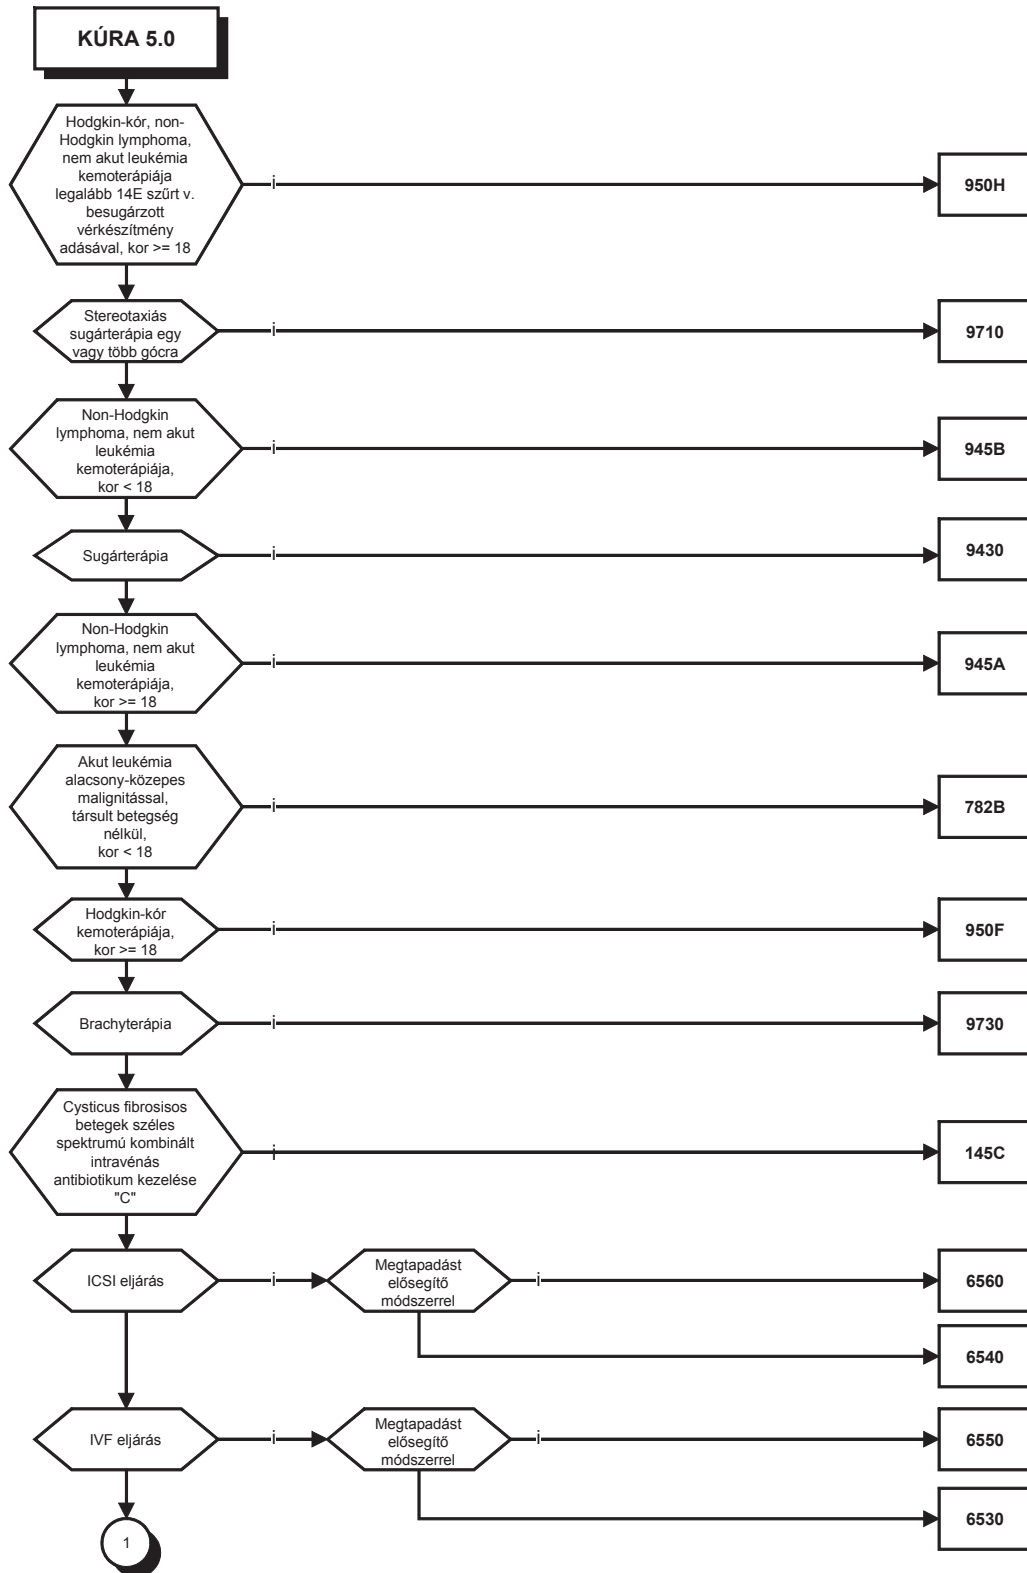 KÚRA 5.0
Hodgkin-kór, non-
Hodgkin lymphoma,
nem akut leukémia
kemoterápiája
legalább 14E szűrt v.
besugárzott
vérkészítmény
adásával, kor >= 18
i
950H
Stereotaxiás
sugárterápia egy
vagy több gócra
i
9710
Non-Hodgkin
lymphoma, nem akut
leukémia
kemoterápiája,
kor < 18
i
945B
Sugárterápia
i
9430
Non-Hodgkin
lymphoma, nem akut
leukémia
kemoterápiája,
kor >= 18
i
945A
Akut leukémia
alacsony-közepes
malignitással,
társult betegség
nélkül,
kor < 18
i
782B
Hodgkin-kór
kemoterápiája,
kor >= 18
i
950F
Brachyterápia
i
9730
Cysticus fibrosisos
betegek széles
spektrumú kombinált
intravénás
antibiotikum kezelése
"C"
i
145C
ICSI eljárás
i
Megtapadást
elősegítő
módszerrel
i
6560
6540
IVF eljárás
i
Megtapadást
elősegítő
módszerrel
i
6550
6530
1